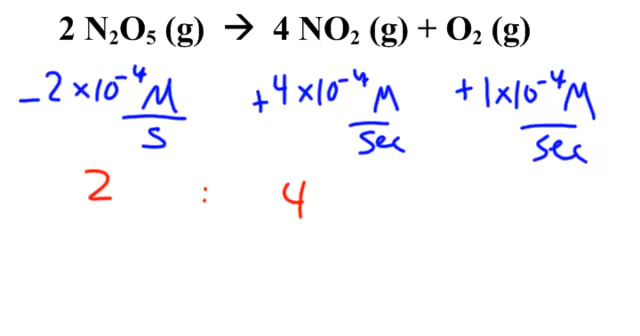 2 N₂O₅ (g) → 4 NO₂ (g) + O₂ (g)
-2 × 10⁻⁴ M/s +4 × 10⁻⁴ M/sec +1 × 10⁻⁴ M/sec
2 : 4